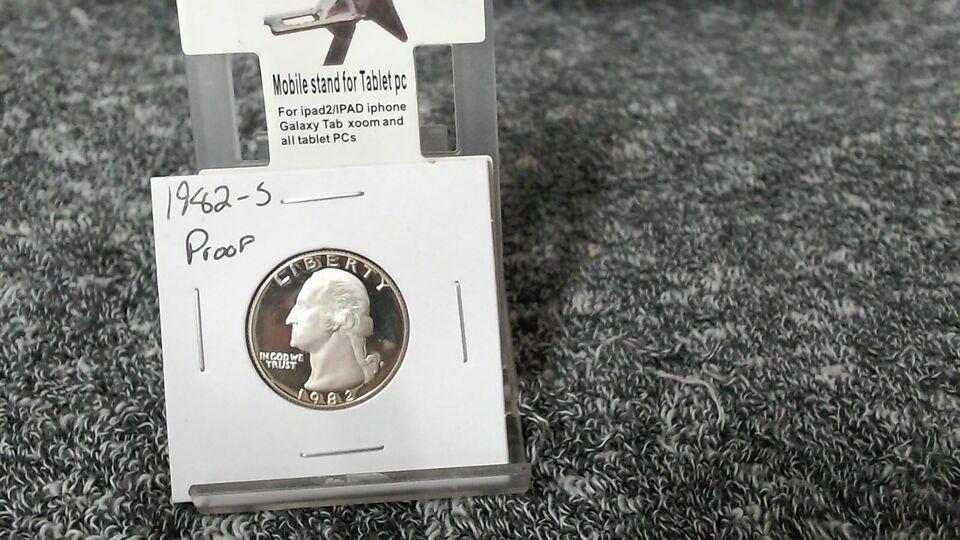 Mobile stand for Tablet pc
For ipad2/IPAD iphone
Galaxy Tab xoom and
all tablet PCs
1982-S
Proof
LIBERTY
IN GOD WE
TRUST
1982